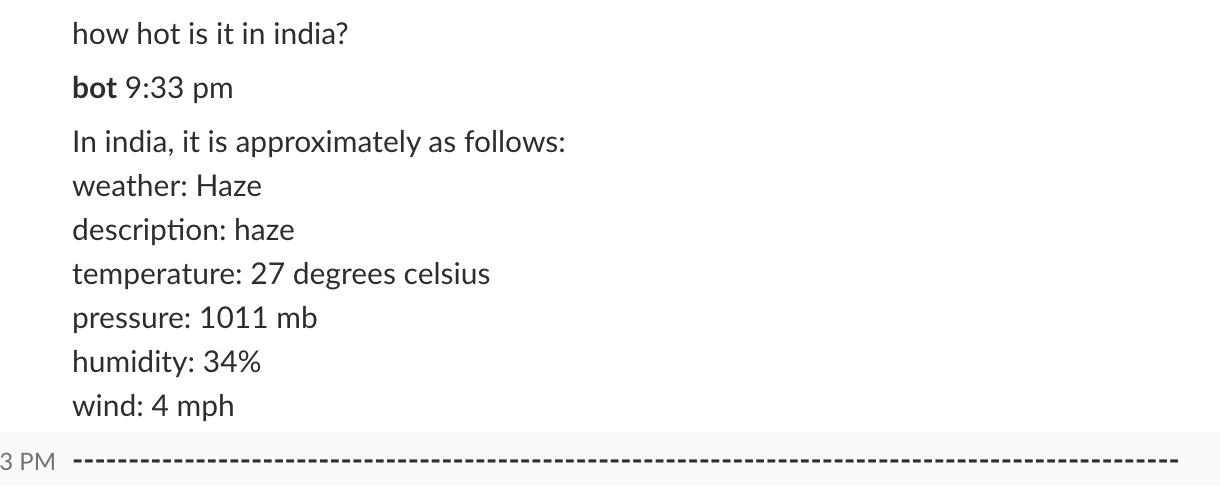 how hot is it in india?
bot 9:33 pm
In india, it is approximately as follows:
weather: Haze
description: haze
temperature: 27 degrees celsius
pressure: 1011 mb
humidity: 34%
wind: 4 mph
3 PM -------------------------------------------------------------------------------